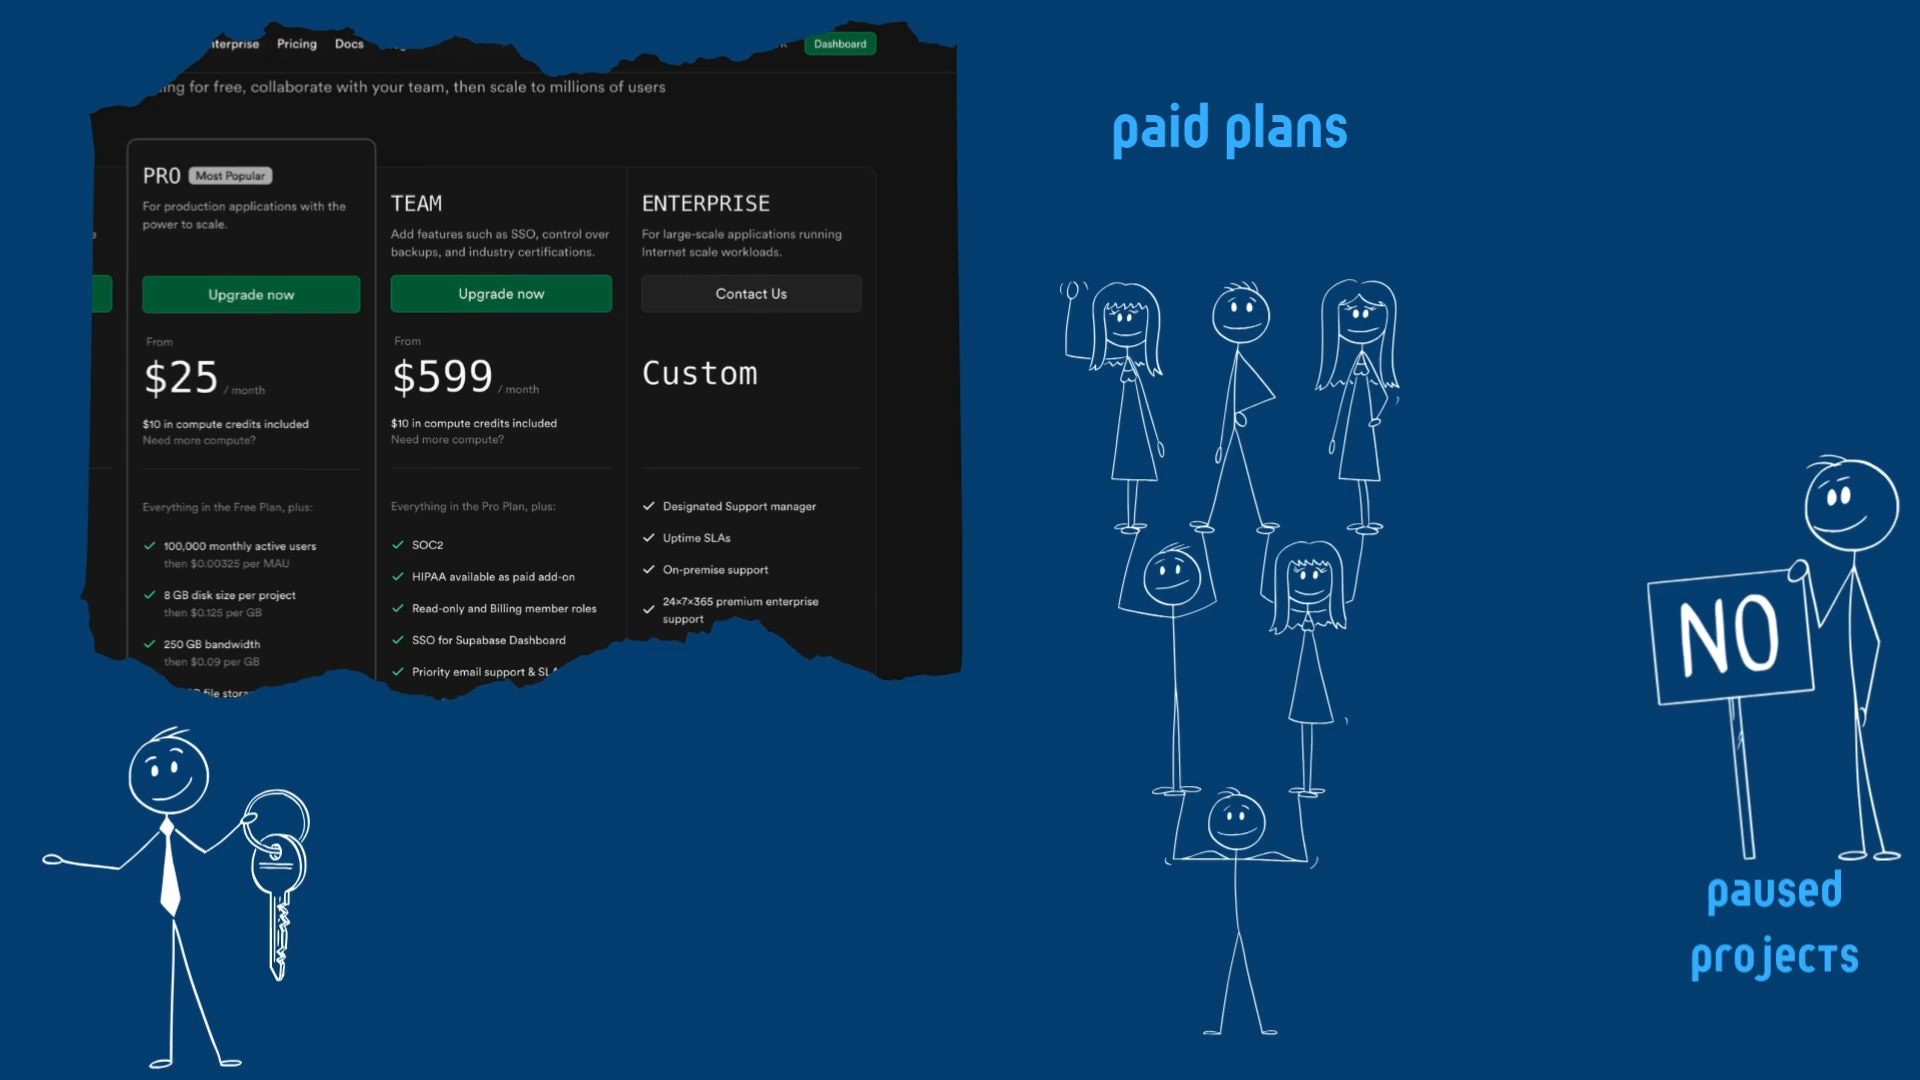 Pricing
Docs
Dashboard
for free, collaborate with your team, then scale to millions of users
PRO
Most Popular
For production applications with the
power to scale.
Upgrade now
From
$25 / month
$10 in compute credits included
Need more compute?
Everything in the Free Plan, plus:
100,000 monthly active users
then $0.00325 per MAU
8 GB disk size per project
then $0.125 per GB
250 GB bandwidth
then $0.09 per GB
file
TEAM
Add features such as SSO, control over
backups, and industry certifications.
Upgrade now
From
$599 / month
$10 in compute credits included
Need more compute?
Everything in the Pro Plan, plus:
SOC2
HIPAA available as paid add-on
Read-only and Billing member roles
SSO for Supabase Dashboard
Priority email support &
ENTERPRISE
For large-scale applications running
Internet scale workloads.
Contact Us
Custom
Designated Support manager
Uptime SLAs
On-premise support
24×7×365 premium enterprise
support
paid plans
NO
paused
projects